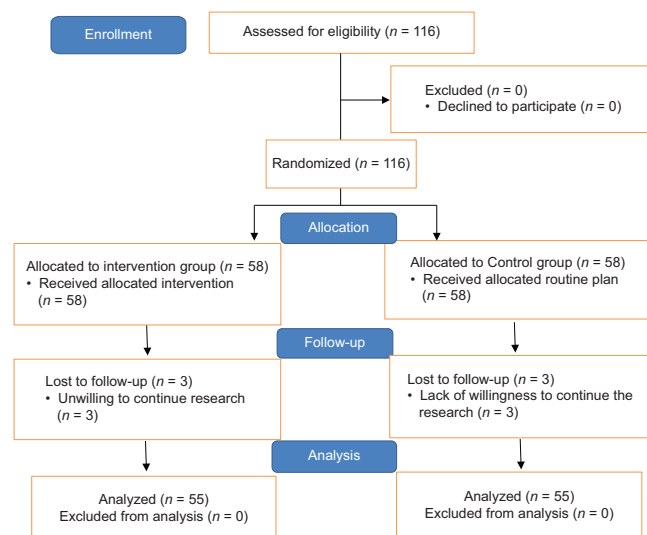 Enrollment
Assessed for eligibility (n = 116)
Excluded (n = 0)
• Declined to participate (n = 0)
Randomized (n = 116)
Allocation
Allocated to intervention group (n = 58)
• Received allocated intervention
(n = 58)
Allocated to Control group (n = 58)
• Received allocated routine plan
(n = 58)
Follow-up
Lost to follow-up (n = 3)
• Unwilling to continue research
(n = 3)
Lost to follow-up (n = 3)
• Lack of willingness to continue the
research (n = 3)
Analysis
Analyzed (n = 55)
Excluded from analysis (n = 0)
Analyzed (n = 55)
Excluded from analysis (n = 0)